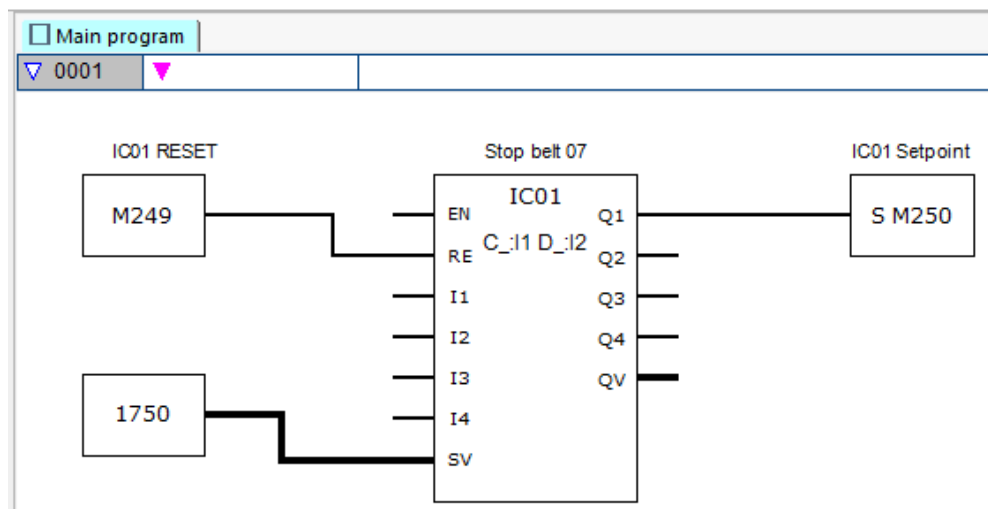 Main program
0001
IC01 RESET
Stop belt 07
IC01 Setpoint
M249
IC01
S M250
EN
Q1
C_:I1 D_:I2
RE
Q2
I1
Q3
I2
Q4
I3
QV
1750
I4
SV